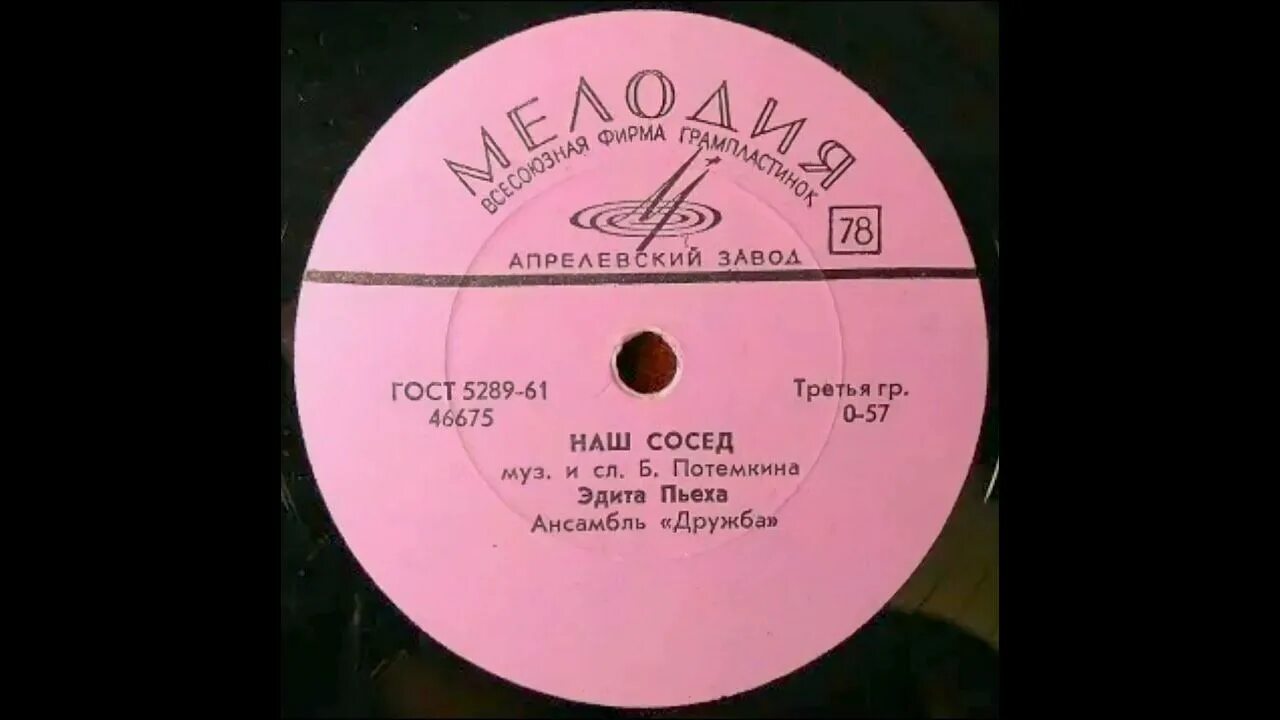 МЕЛОДИЯ
ВСЕСОЮЗНАЯ ФИРМА ГРАМПЛАСТИНОК
78
АПРЕЛЕВСКИЙ ЗАВОД
ГОСТ 5289-61
46675
Третья гр.
0-57
НАШ СОСЕД
муз. и сл. Б. Потемкина
Эдита Пьеха
Ансамбль «Дружба»